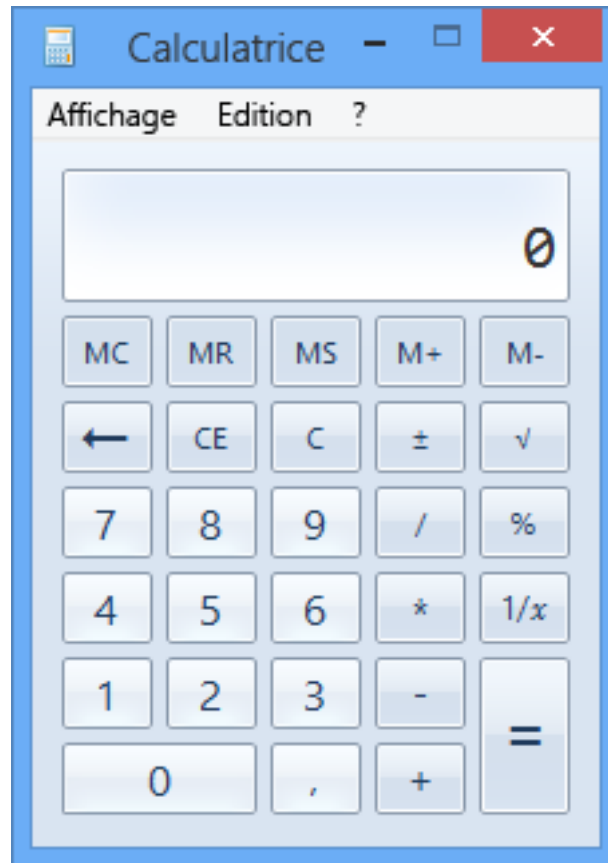 Calculatrice
Affichage Edition ?
0
MC MR MS M+ M-
← CE C ± √
7 8 9 / %
4 5 6 * 1/x
1 2 3 - =
0 , +